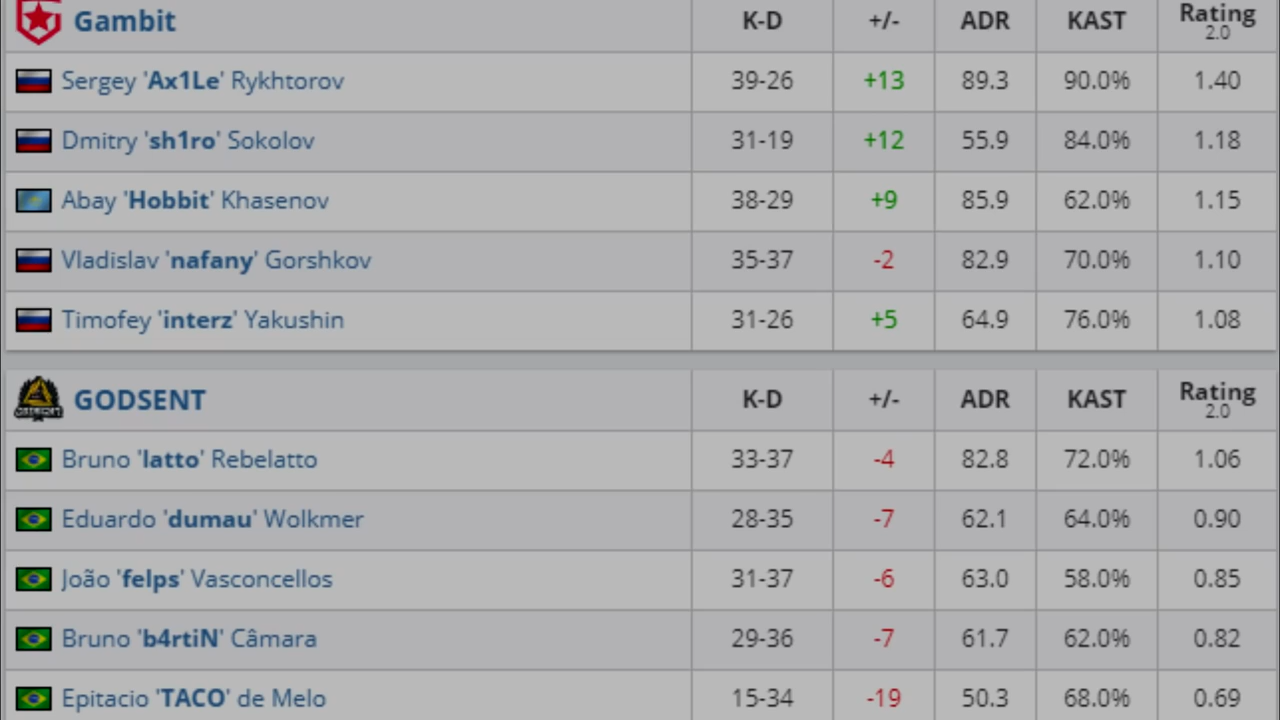 Gambit K-D +/- ADR KAST Rating 2.0
Sergey 'Ax1Le' Rykhtorov 39-26 +13 89.3 90.0% 1.40
Dmitry 'sh1ro' Sokolov 31-19 +12 55.9 84.0% 1.18
Abay 'Hobbit' Khasenov 38-29 +9 85.9 62.0% 1.15
Vladislav 'nafany' Gorshkov 35-37 -2 82.9 70.0% 1.10
Timofey 'interz' Yakushin 31-26 +5 64.9 76.0% 1.08
GODSENT K-D +/- ADR KAST Rating 2.0
Bruno 'latto' Rebelatto 33-37 -4 82.8 72.0% 1.06
Eduardo 'dumau' Wolkmer 28-35 -7 62.1 64.0% 0.90
João 'felps' Vasconcellos 31-37 -6 63.0 58.0% 0.85
Bruno 'b4rtiN' Câmara 29-36 -7 61.7 62.0% 0.82
Epitacio 'TACO' de Melo 15-34 -19 50.3 68.0% 0.69